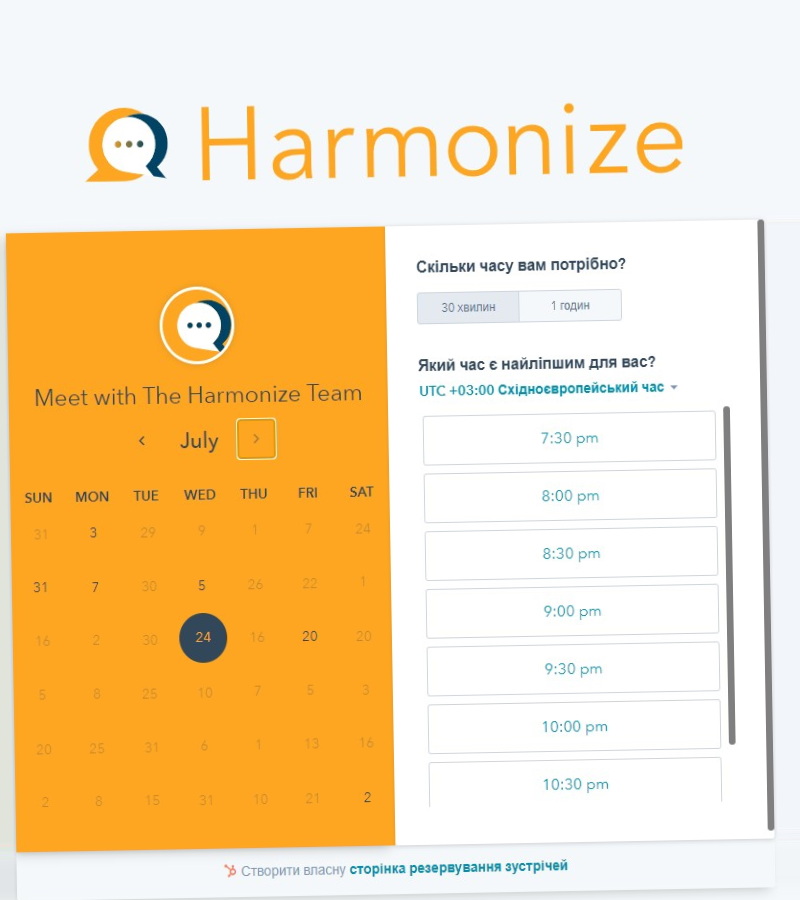 Harmonize
Meet with The Harmonize Team
July
SUN MON TUE WED THU FRI SAT
31 3 29 9 1 7 24
31 7 30 5 26 22 1
16 2 30 24 16 20 20
5 8 25 10 7 5 3
20 25 31 6 1 13 16
2 8 15 31 10 21 2
Скільки часу вам потрібно?
30 хвилин 1 годин
Який час є найліпшим для вас?
UTC +03:00 Східноєвропейський час
7:30 pm
8:00 pm
8:30 pm
9:00 pm
9:30 pm
10:00 pm
10:30 pm
Створити власну сторінка резервування зустрічей